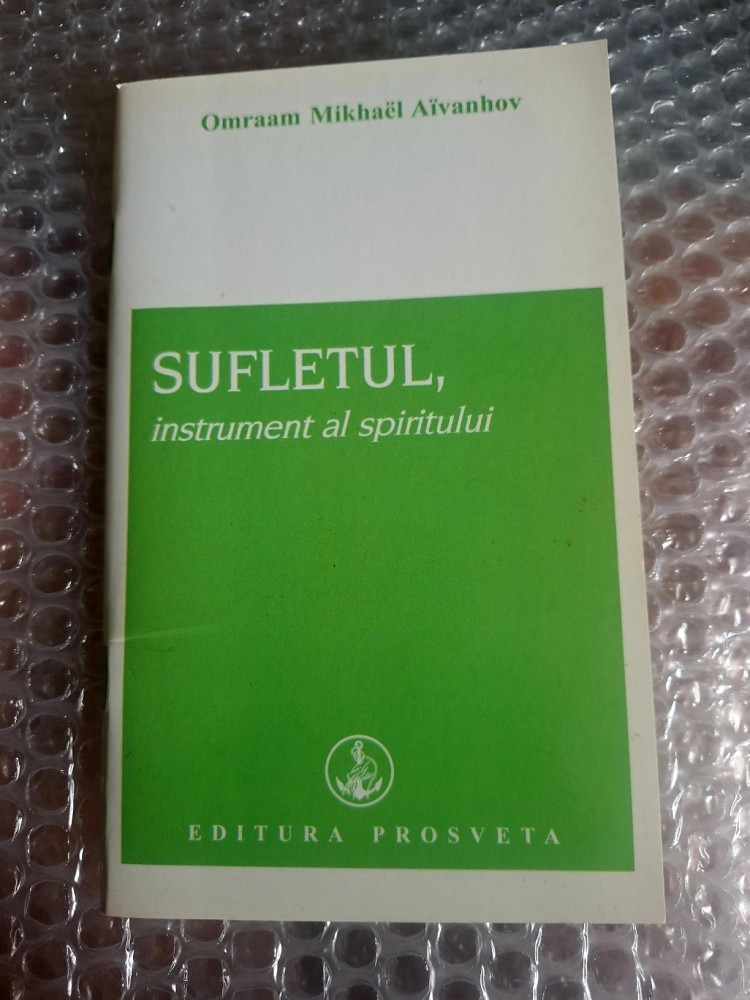 Omraam Mikhaël Aïvanhov
SUFLETUL,
instrument al spiritului
EDITURA PROSVETA